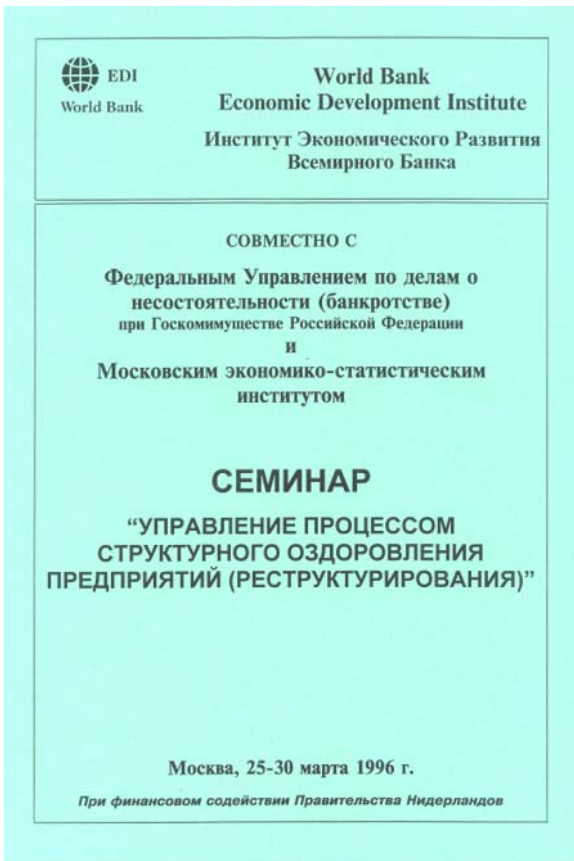 EDI
World Bank
World Bank
Economic Development Institute
Институт Экономического Развития
Всемирного Банка
СОВМЕСТНО С
Федеральным Управлением по делам о
несостоятельности (банкротстве)
при Госкомимуществе Российской Федерации
и
Московским экономико-статистическим
институтом
СЕМИНАР
“УПРАВЛЕНИЕ ПРОЦЕССОМ
СТРУКТУРНОГО ОЗДОРОВЛЕНИЯ
ПРЕДПРИЯТИЙ (РЕСТРУКТУРИРОВАНИЯ)”
Москва, 25-30 марта 1996 г.
При финансовом содействии Правительства Нидерландов